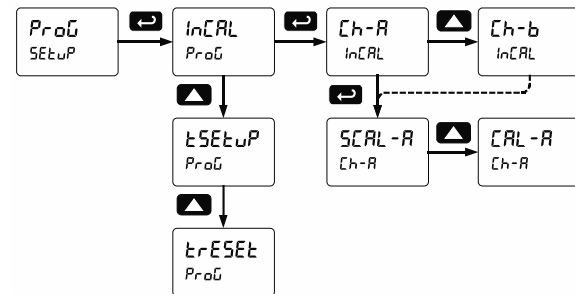 ProG
SEtuP
InCAL
ProG
Ch-A
InCAL
Ch-b
InCAL
tSEtuP
ProG
SCAL-A
Ch-A
CAL-A
Ch-A
trESEt
ProG